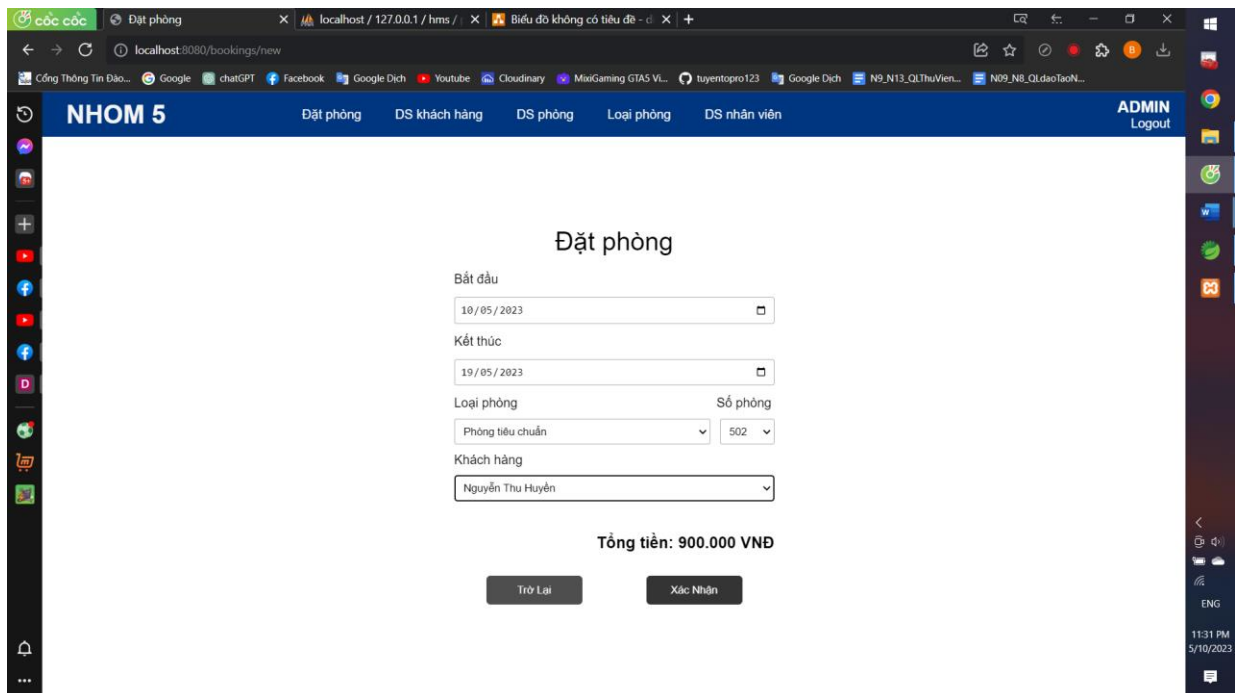 cốc cốc Đặt phòng localhost / 127.0.0.1 / hms / Biểu đồ không có tiêu đề - d
localhost:8080/bookings/new
Cổng Thông Tin Đào... Google chatGPT Facebook Google Dịch Youtube Cloudinary MixiGaming GTA5 Vi... tuyentopro123 Google Dịch N9_N13_QLThuVien... N09_N8_QLdaoTaoN...
NHOM 5 Đặt phòng DS khách hàng DS phòng Loại phòng DS nhân viên ADMIN
Logout
Đặt phòng
Bắt đầu
10/05/2023
Kết thúc
19/05/2023
Loại phòng Số phòng
Phòng tiêu chuẩn 502
Khách hàng
Nguyễn Thu Huyền
Tổng tiền: 900.000 VNĐ
Trở Lại Xác Nhận
ENG
11:31 PM
5/10/2023